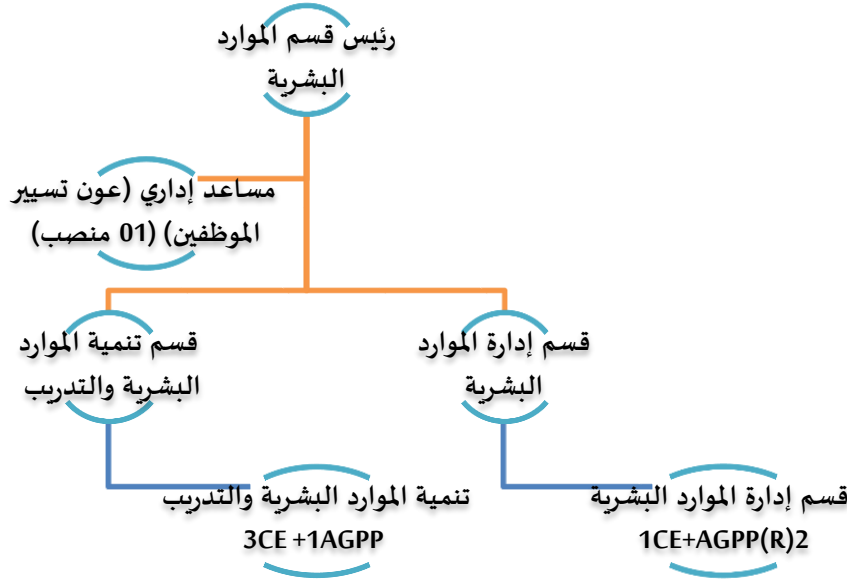 رئيس قسم الموارد
البشرية
مساعد إداري (عون تسيير
الموظفين) (01 منصب)
قسم إدارة الموارد
البشرية
قسم تنمية الموارد
البشرية والتدريب
قسم إدارة الموارد البشرية
1CE+AGPP(R)2
تنمية الموارد البشرية والتدريب
3CE +1AGPP